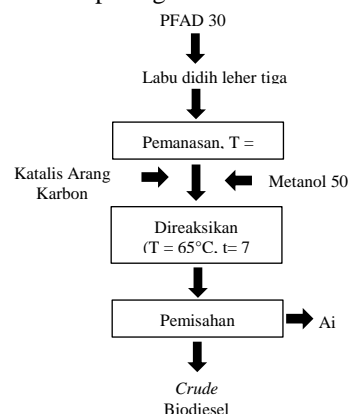 PFAD 30
Labu didih leher tiga
Pemanasan, T =
Katalis Arang
Karbon
Metanol 50
Direaksikan
(T = 65°C, t= 7
Pemisahan
Ai
Crude
Biodiesel